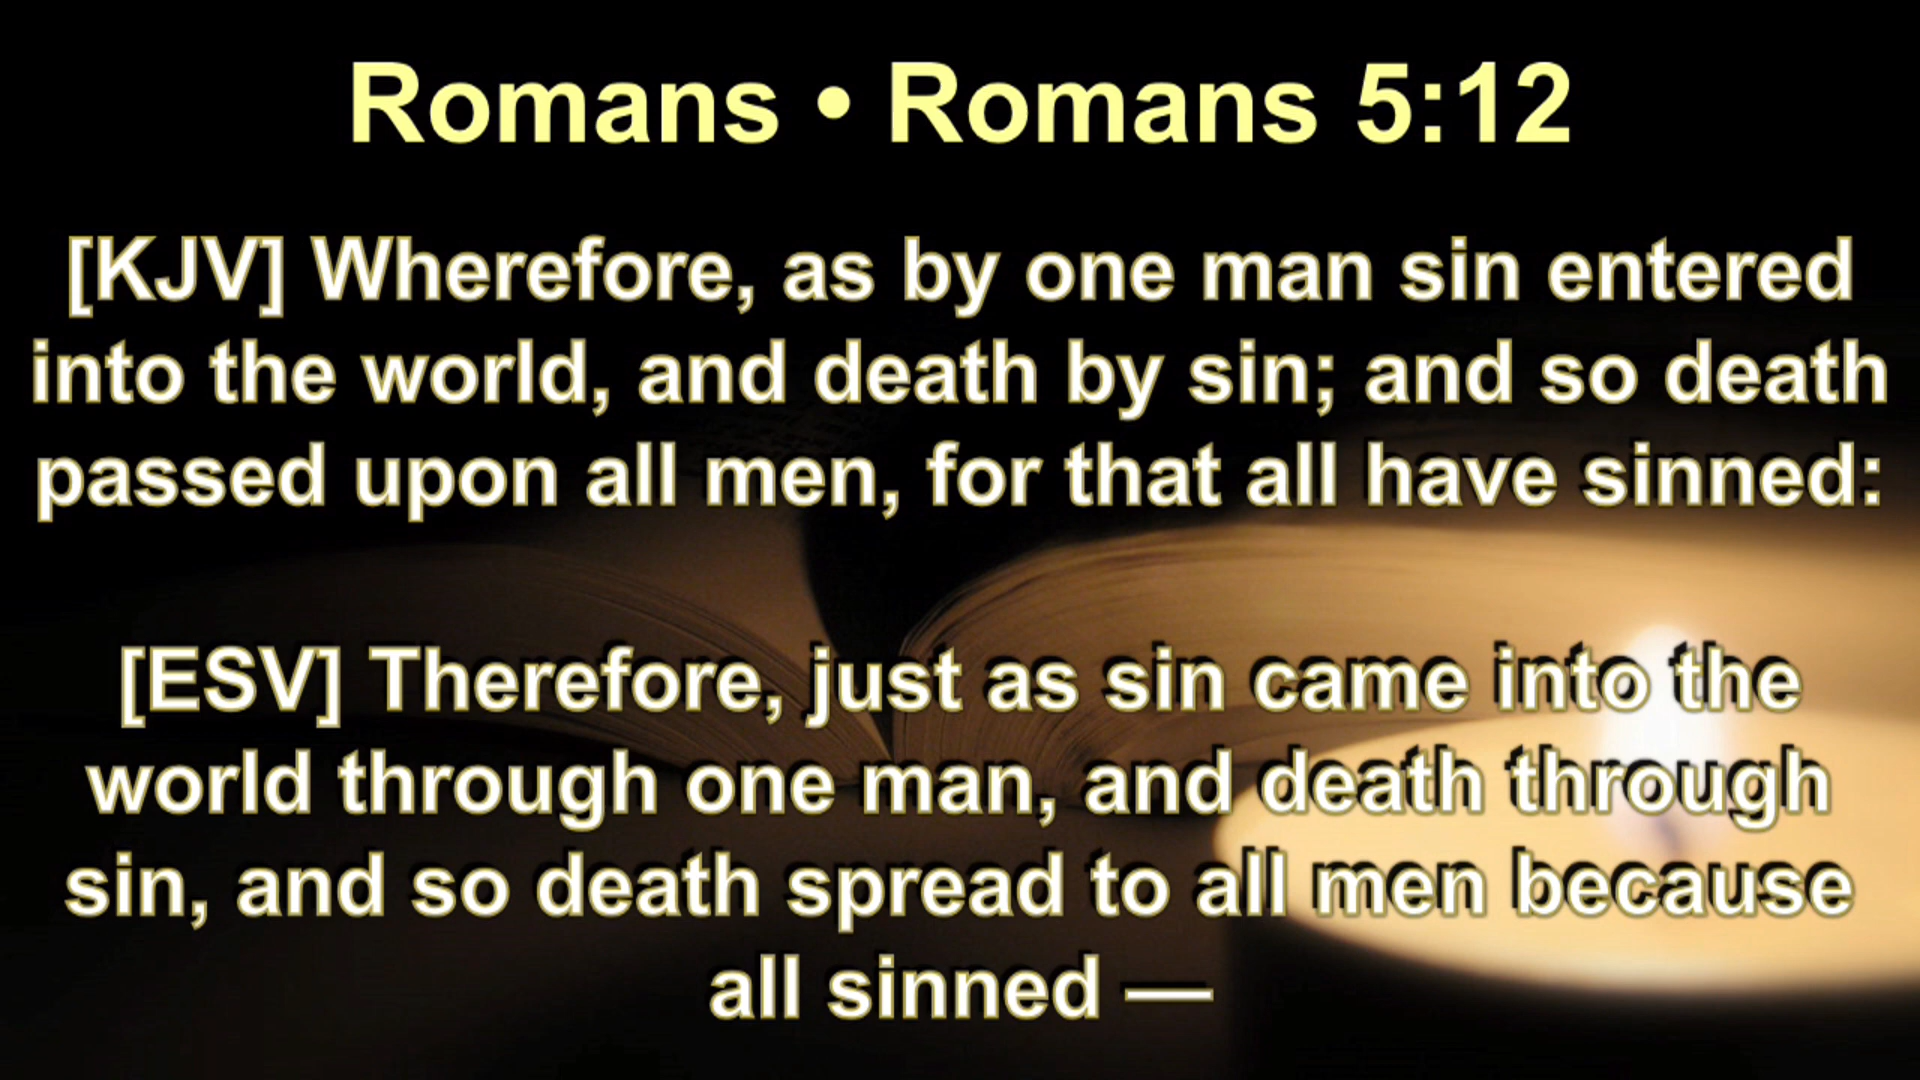 Romans • Romans 5:12
[KJV] Wherefore, as by one man sin entered
into the world, and death by sin; and so death
passed upon all men, for that all have sinned:
[ESV] Therefore, just as sin came into the
world through one man, and death through
sin, and so death spread to all men because
all sinned —